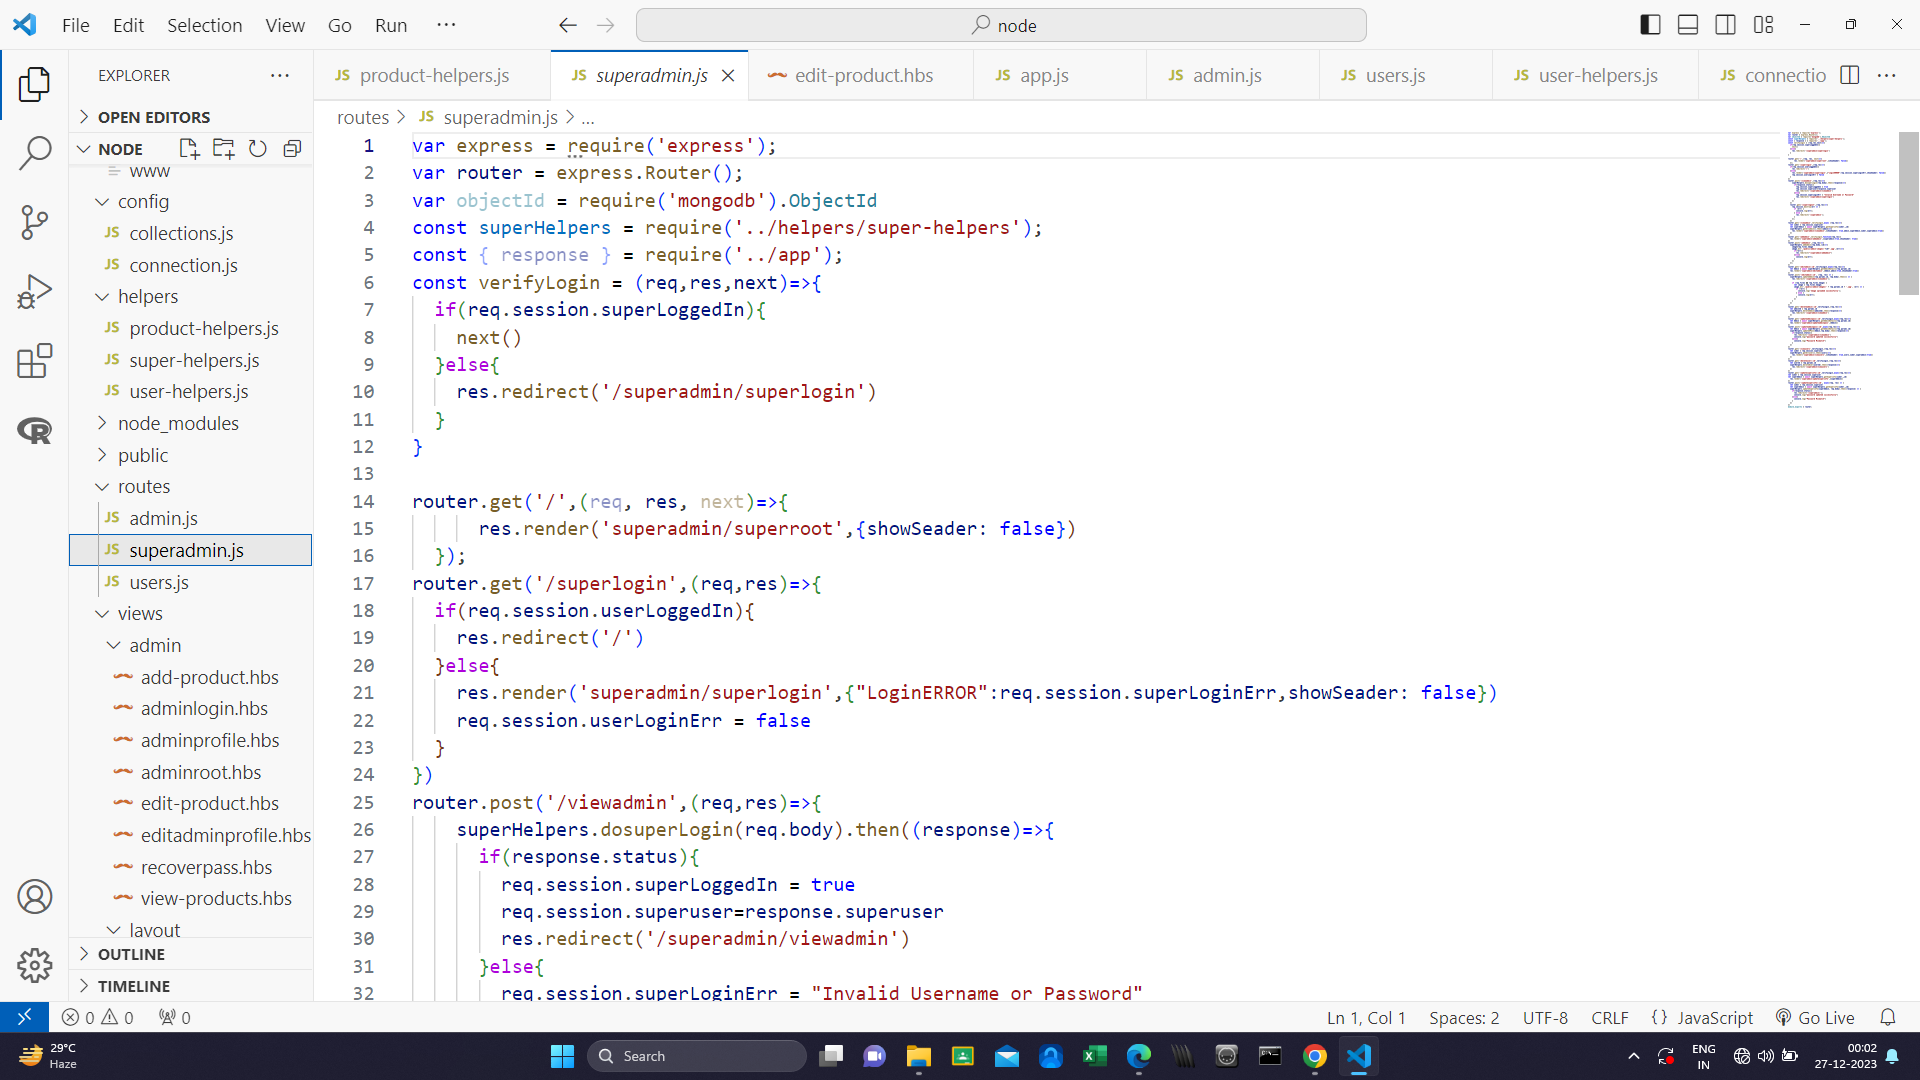 File Edit Selection View Go Run ···
node
EXPLORER ···
OPEN EDITORS
NODE
www
config
JS collections.js
JS connection.js
helpers
JS product-helpers.js
JS super-helpers.js
JS user-helpers.js
node_modules
public
routes
JS admin.js
JS superadmin.js
JS users.js
views
admin
add-product.hbs
adminlogin.hbs
adminprofile.hbs
adminroot.hbs
edit-product.hbs
editadminprofile.hbs
recoverpass.hbs
view-products.hbs
layout
OUTLINE
TIMELINE
JS product-helpers.js JS superadmin.js edit-product.hbs JS app.js JS admin.js JS users.js JS user-helpers.js JS connectio ···
routes > JS superadmin.js > ...
1 var express = require('express');
2 var router = express.Router();
3 var objectId = require('mongodb').ObjectId
4 const superHelpers = require('../helpers/super-helpers');
5 const { response } = require('../app');
6 const verifyLogin = (req,res,next)=>{
7 if(req.session.superLoggedIn){
8 next()
9 }else{
10 res.redirect('/superadmin/superlogin')
11 }
12 }
13
14 router.get('/',(req, res, next)=>{
15 res.render('superadmin/superroot',{showSeader: false})
16 });
17 router.get('/superlogin',(req,res)=>{
18 if(req.session.userLoggedIn){
19 res.redirect('/')
20 }else{
21 res.render('superadmin/superlogin',{"LoginERROR":req.session.superLoginErr,showSeader: false})
22 req.session.userLoginErr = false
23 }
24 })
25 router.post('/viewadmin',(req,res)=>{
26 superHelpers.dosuperLogin(req.body).then((response)=>{
27 if(response.status){
28 req.session.superLoggedIn = true
29 req.session.superuser=response.superuser
30 res.redirect('/superadmin/viewadmin')
31 }else{
32 req.session.superLoginErr = "Invalid Username or Password"
0 0 0 Ln 1, Col 1 Spaces: 2 UTF-8 CRLF {} JavaScript Go Live
29°C
Haze
Search
ENG
IN
00:02
27-12-2023